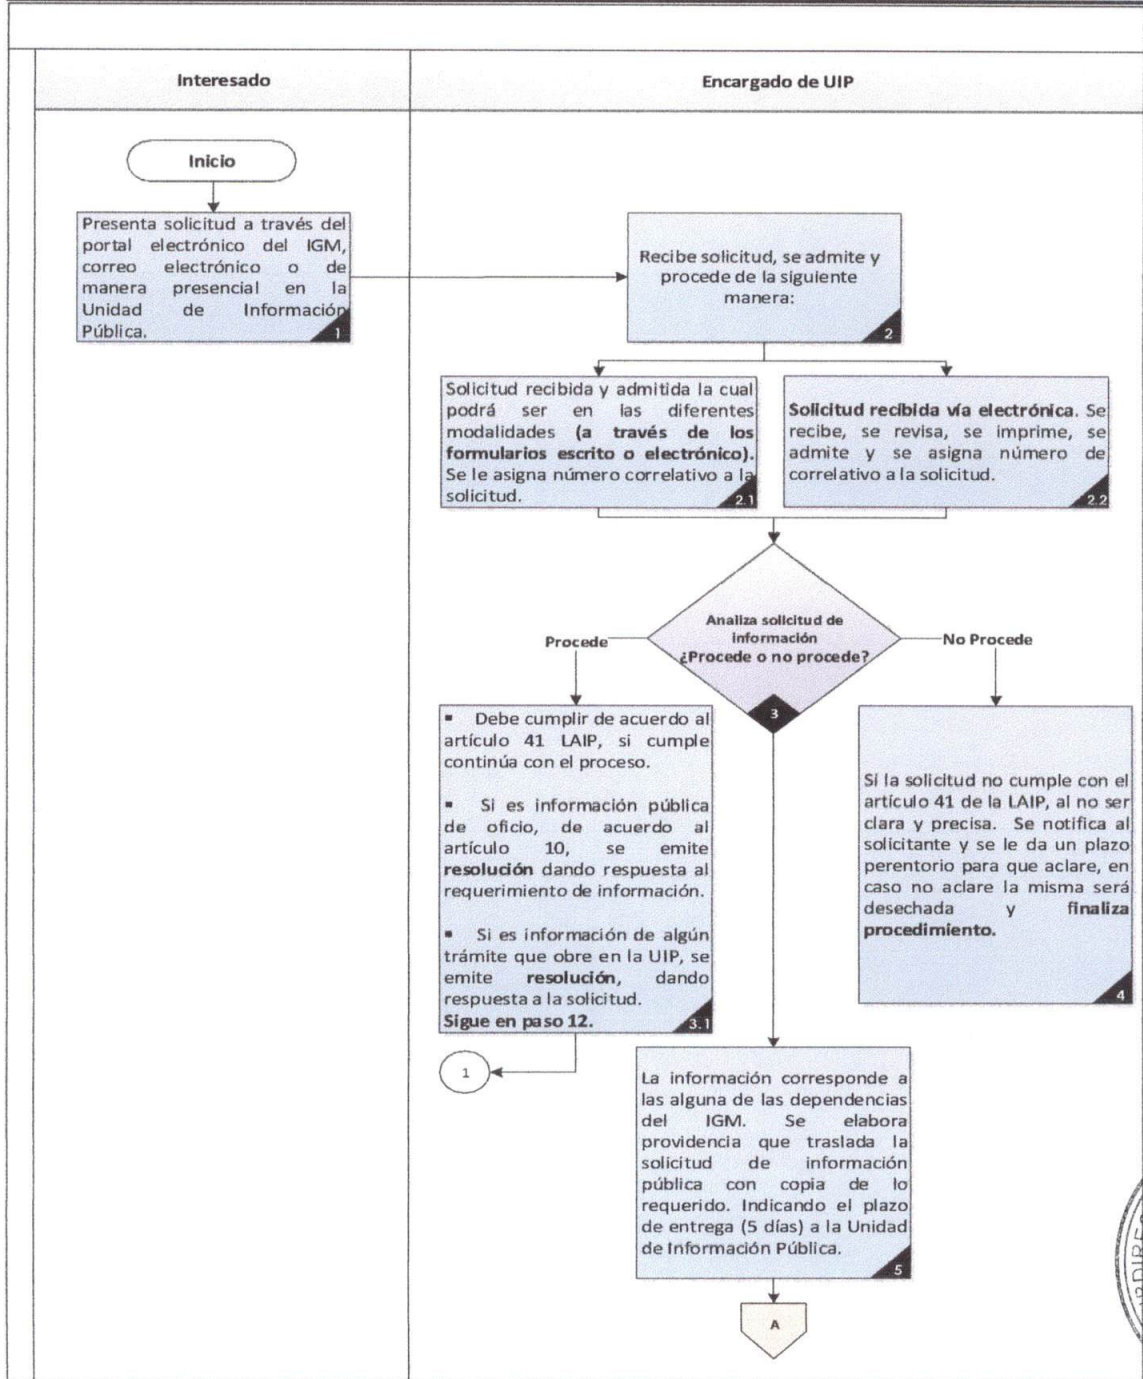 Interesado
Encargado de UIP
Inicio
Presenta solicitud a través del
portal electrónico del IGM,
correo electrónico o de
manera presencial en la
Unidad de Información
Pública.
1
Recibe solicitud, se admite y
procede de la siguiente
manera:
2
Solicitud recibida y admitida la cual
podrá ser en las diferentes
modalidades (a través de los
formularios escrito o electrónico).
Se le asigna número correlativo a la
solicitud.
2.1
Solicitud recibida vía electrónica. Se
recibe, se revisa, se imprime, se
admite y se asigna número de
correlativo a la solicitud.
2.2
Analiza solicitud de
información
¿Procede o no procede?
3
Procede
No Procede
▪ Debe cumplir de acuerdo al
artículo 41 LAIP, si cumple
continúa con el proceso.
▪ Si es información pública
de oficio, de acuerdo al
artículo 10, se emite
resolución dando respuesta al
requerimiento de información.
▪ Si es información de algún
trámite que obre en la UIP, se
emite resolución, dando
respuesta a la solicitud.
Sigue en paso 12.
3.1
Si la solicitud no cumple con el
artículo 41 de la LAIP, al no ser
clara y precisa. Se notifica al
solicitante y se le da un plazo
perentorio para que aclare, en
caso no aclare la misma será
desechada y finaliza
procedimiento.
4
1
La información corresponde a
las alguna de las dependencias
del IGM. Se elabora
providencia que traslada la
solicitud de información
pública con copia de lo
requerido. Indicando el plazo
de entrega (5 días) a la Unidad
de Información Pública.
5
A